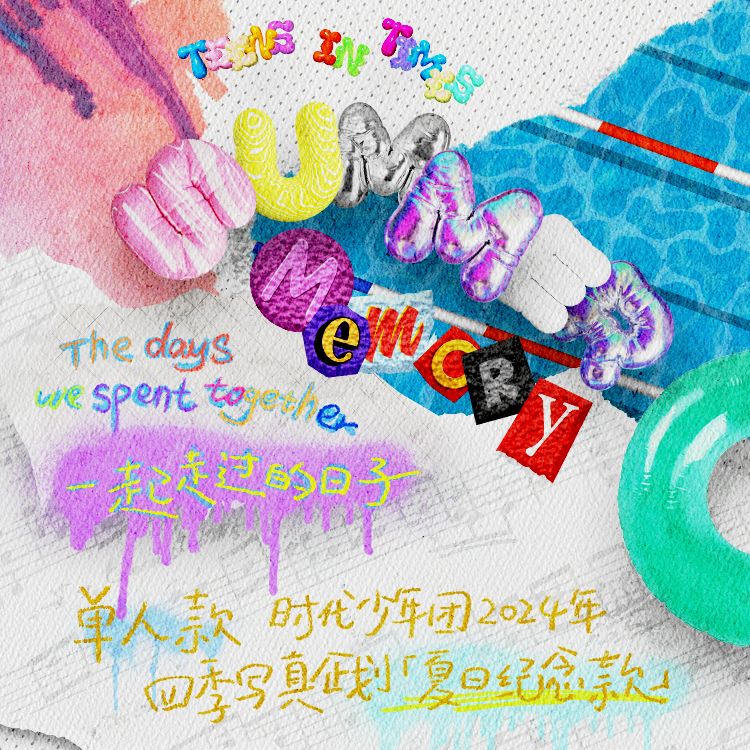 TEENS IN TIMES
SUMMER
Memory
The days
we spent together
一起走过的日子
单人款 时代少年团2024年
四季写真企划「夏日纪念款」